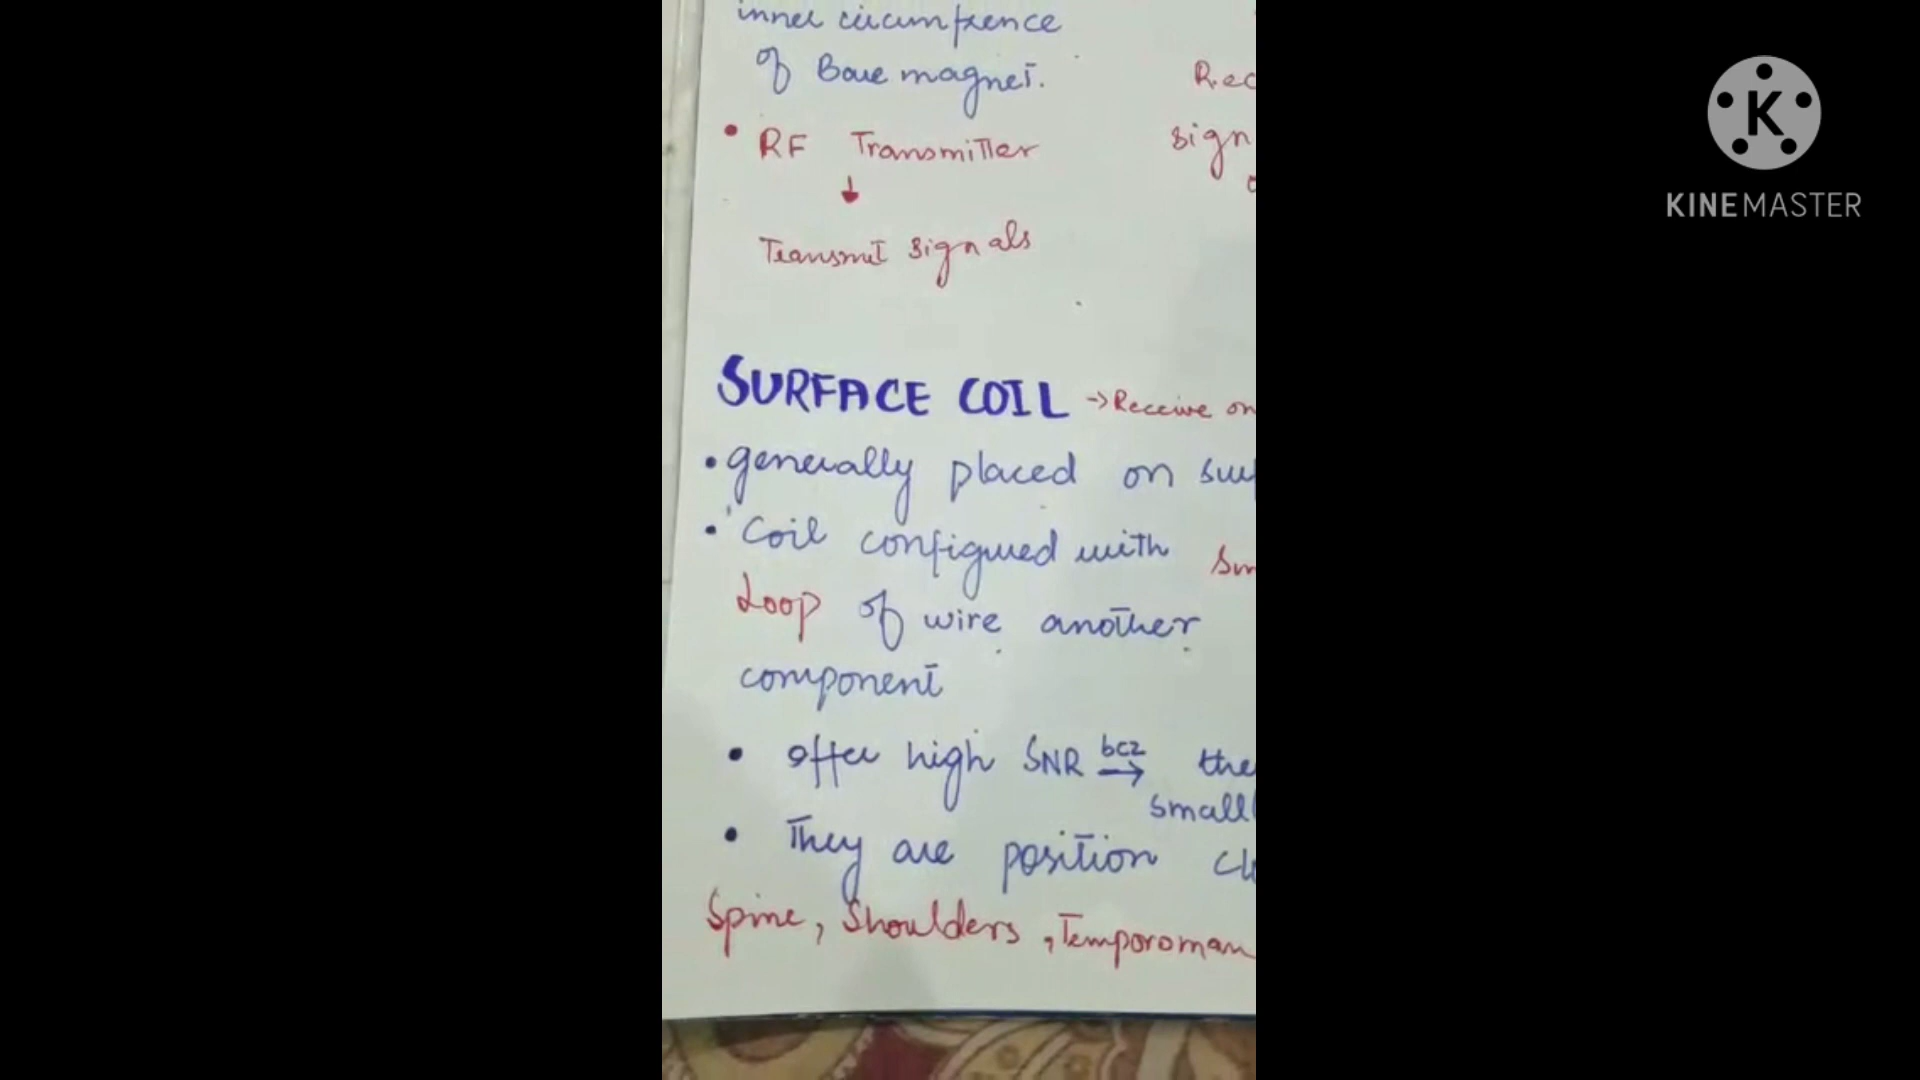 inner circumfrence
of Bore magnet.
Rec
• RF Transmitter
sign
↓
Transmit signals
SURFACE COIL → Receive on
• generally placed on sur
• Coil configured with sm
Loop of wire another
component
• offer high SNR bcz → the
small
• They are position clo
Spine, Shoulders, Temporoman
K
KINEMASTER